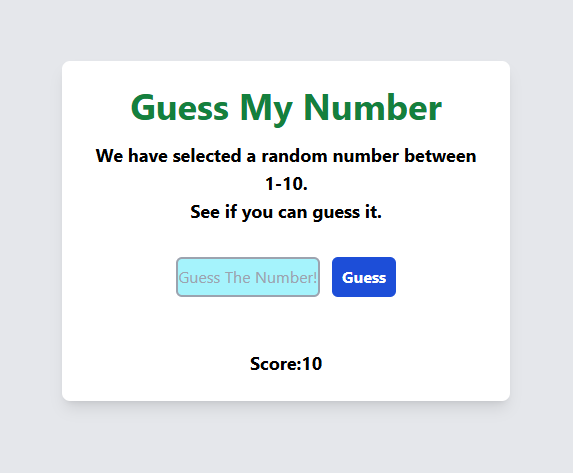 Guess My Number
We have selected a random number between
1-10.
See if you can guess it.
Guess The Number!
Guess
Score:10